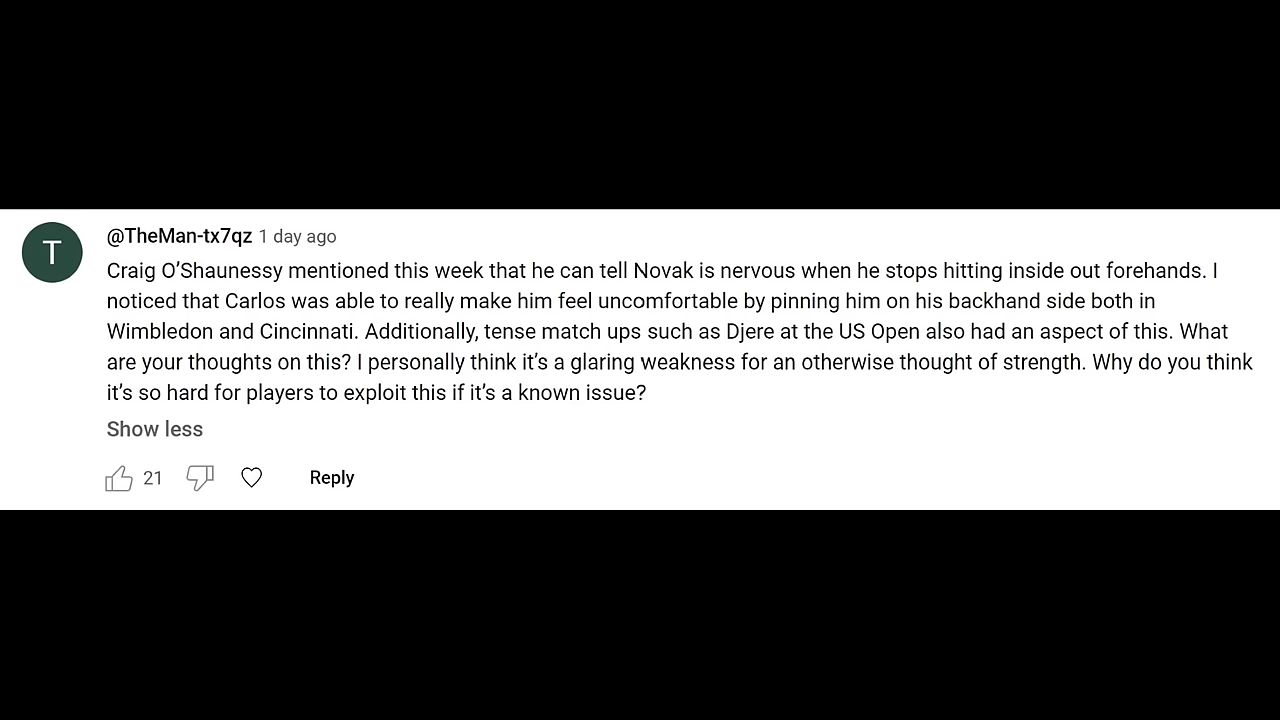 T
@TheMan-tx7qz 1 day ago
Craig O’Shaunessy mentioned this week that he can tell Novak is nervous when he stops hitting inside out forehands. I
noticed that Carlos was able to really make him feel uncomfortable by pinning him on his backhand side both in
Wimbledon and Cincinnati. Additionally, tense match ups such as Djere at the US Open also had an aspect of this. What
are your thoughts on this? I personally think it’s a glaring weakness for an otherwise thought of strength. Why do you think
it’s so hard for players to exploit this if it’s a known issue?
Show less
21 Reply